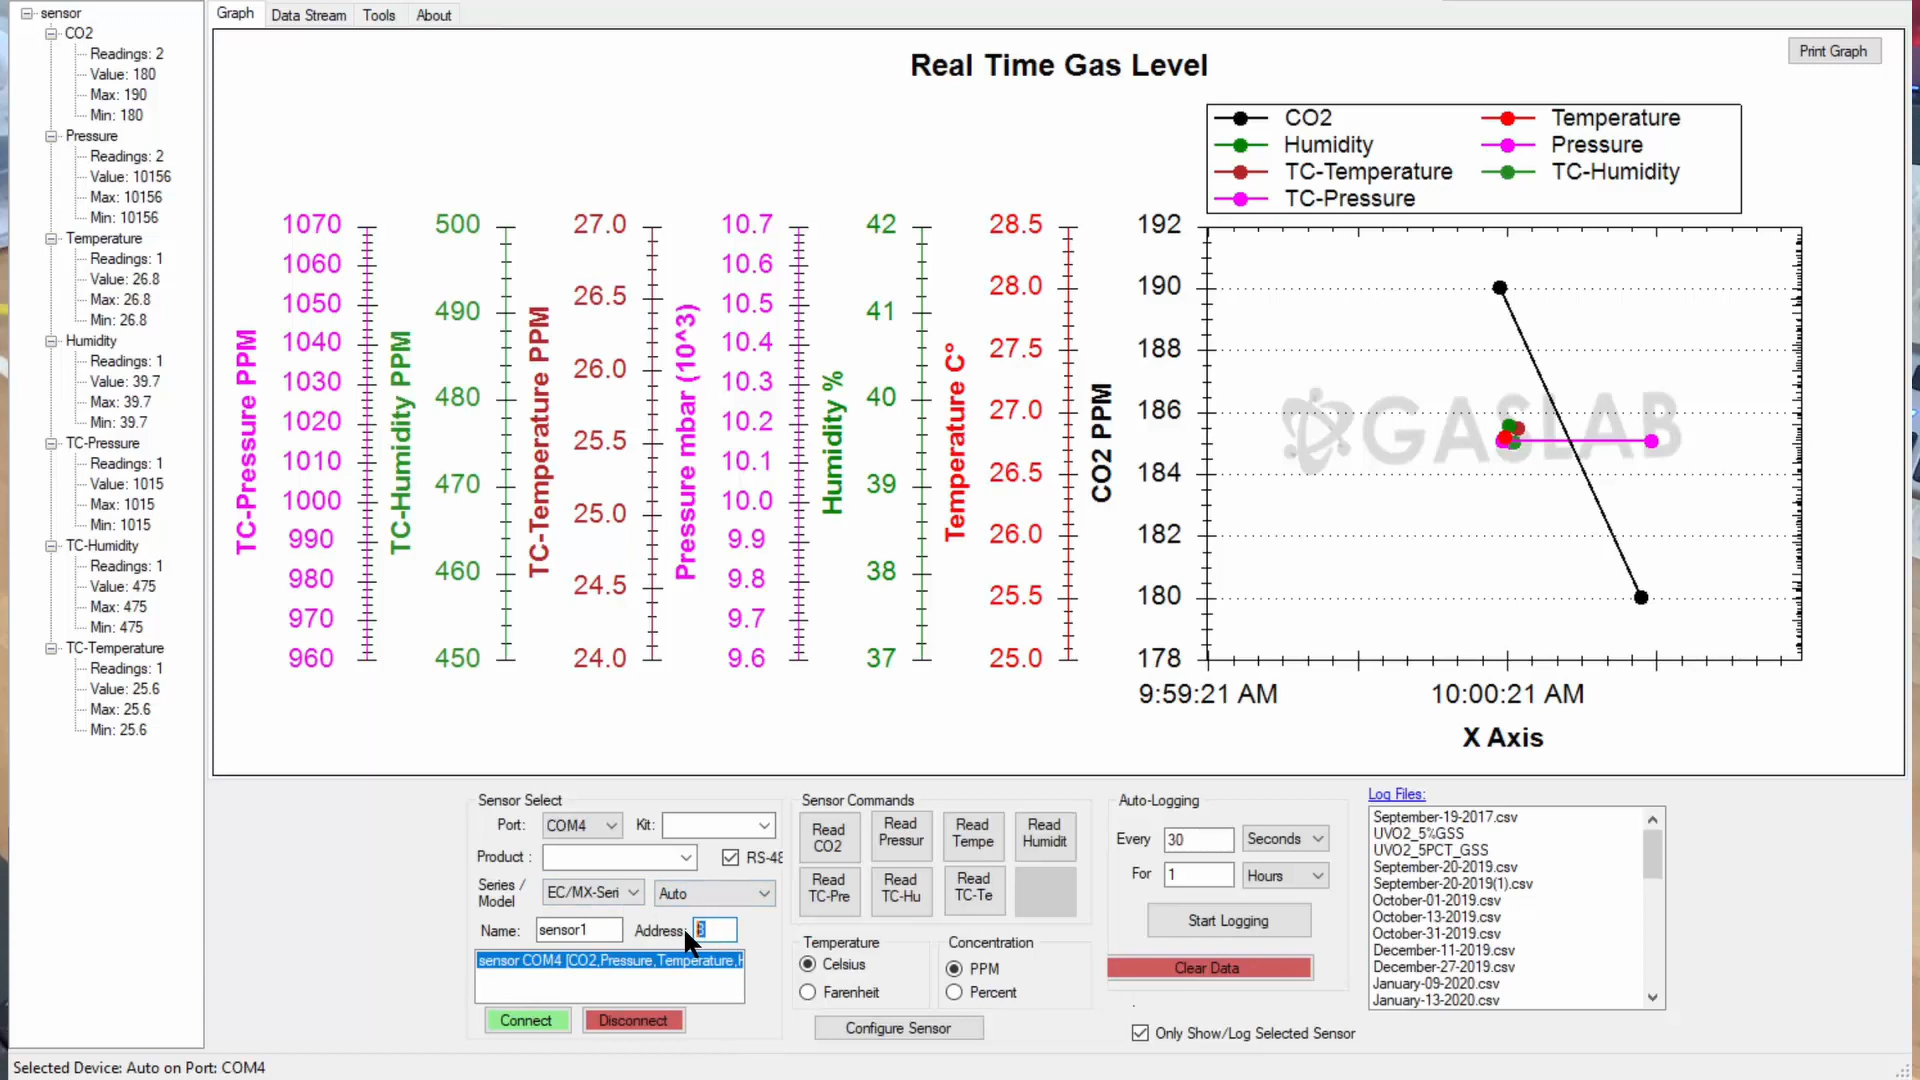 sensor
CO2
Readings: 2
Value: 180
Max: 190
Min: 180
Pressure
Readings: 2
Value: 10156
Max: 10156
Min: 10156
Temperature
Readings: 1
Value: 26.8
Max: 26.8
Min: 26.8
Humidity
Readings: 1
Value: 39.7
Max: 39.7
Min: 39.7
TC-Pressure
Readings: 1
Value: 1015
Max: 1015
Min: 1015
TC-Humidity
Readings: 1
Value: 475
Max: 475
Min: 475
TC-Temperature
Readings: 1
Value: 25.6
Max: 25.6
Min: 25.6
Graph Data Stream Tools About
Real Time Gas Level
Print Graph
CO2 Temperature
Humidity Pressure
TC-Temperature TC-Humidity
TC-Pressure
TC-Pressure PPM
1070
1060
1050
1040
1030
1020
1010
1000
990
980
970
960
TC-Humidity PPM
500
490
480
470
460
450
TC-Temperature PPM
27.0
26.5
26.0
25.5
25.0
24.5
24.0
Pressure mbar (10^3)
10.7
10.6
10.5
10.4
10.3
10.2
10.1
10.0
9.9
9.8
9.7
9.6
Humidity %
42
41
40
39
38
37
Temperature C°
28.5
28.0
27.5
27.0
26.5
26.0
25.5
25.0
CO2 PPM
192
190
188
186
184
182
180
178
GASLAB
9:59:21 AM 10:00:21 AM
X Axis
Sensor Select
Port: COM4 Kit:
Product : RS-48
Series / Model EC/MX-Seri Auto
Name: sensor1 Address:
sensor COM4 [CO2,Pressure,Temperature,H
Connect Disconnect
Sensor Commands
Read CO2
Read Pressur
Read Tempe
Read Humidit
Read TC-Pre
Read TC-Hu
Read TC-Te
Temperature
Celsius
Farenheit
Concentration
PPM
Percent
Configure Sensor
Auto-Logging
Every 30 Seconds
For 1 Hours
Start Logging
Clear Data
Only Show/Log Selected Sensor
Log Files:
September-19-2017.csv
UVO2_5%GSS
UVO2_5PCT_GSS
September-20-2019.csv
September-20-2019(1).csv
October-01-2019.csv
October-13-2019.csv
October-31-2019.csv
December-11-2019.csv
December-27-2019.csv
January-09-2020.csv
January-13-2020.csv
Selected Device: Auto on Port: COM4